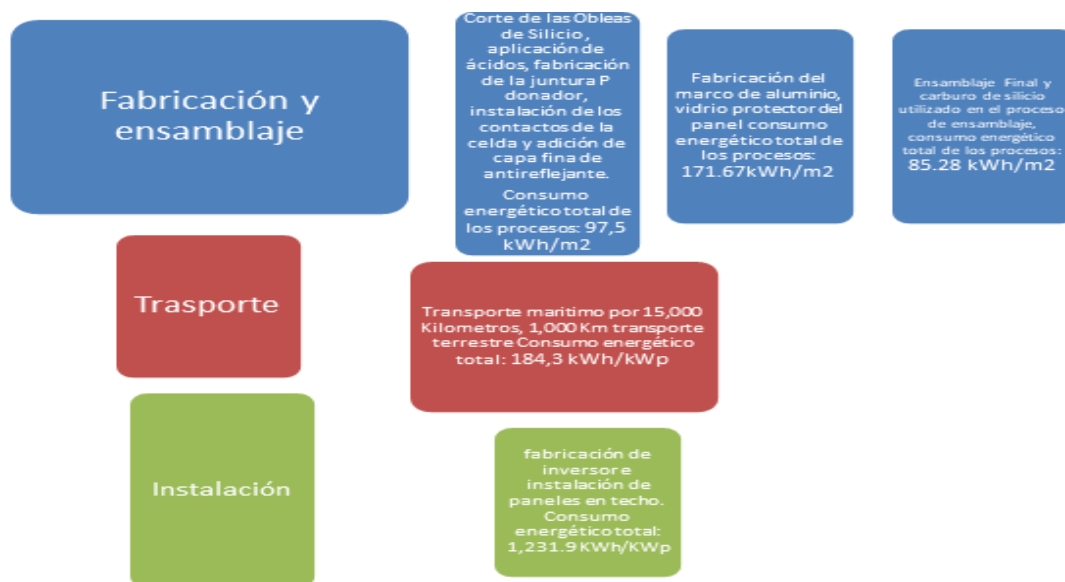 Fabricación y
ensamblaje
Corte de las Obleas
de Silicio,
aplicación de
ácidos, fabricación
de la juntura P
donador,
instalación de los
contactos de la
celda y adición de
capa fina de
antireflejante.
Consumo
energético total de
los procesos: 97,5
kWh/m2
Fabricación del
marco de aluminio,
vidrio protector del
panel consumo
energético total de
los procesos:
171.67kWh/m2
Ensamblaje Final y
carburo de silicio
utilizado en el proceso
de ensamblaje,
consumo energético
total de los procesos:
85.28 kWh/m2
Trasporte
Transporte maritimo por 15,000
Kilometros, 1,000 Km transporte
terrestre Consumo energético
total: 184,3 kWh/kWp
Instalación
fabricación de
inversor e
instalación de
paneles en techo.
Consumo
energético total:
1,231.9 KWh/KWp